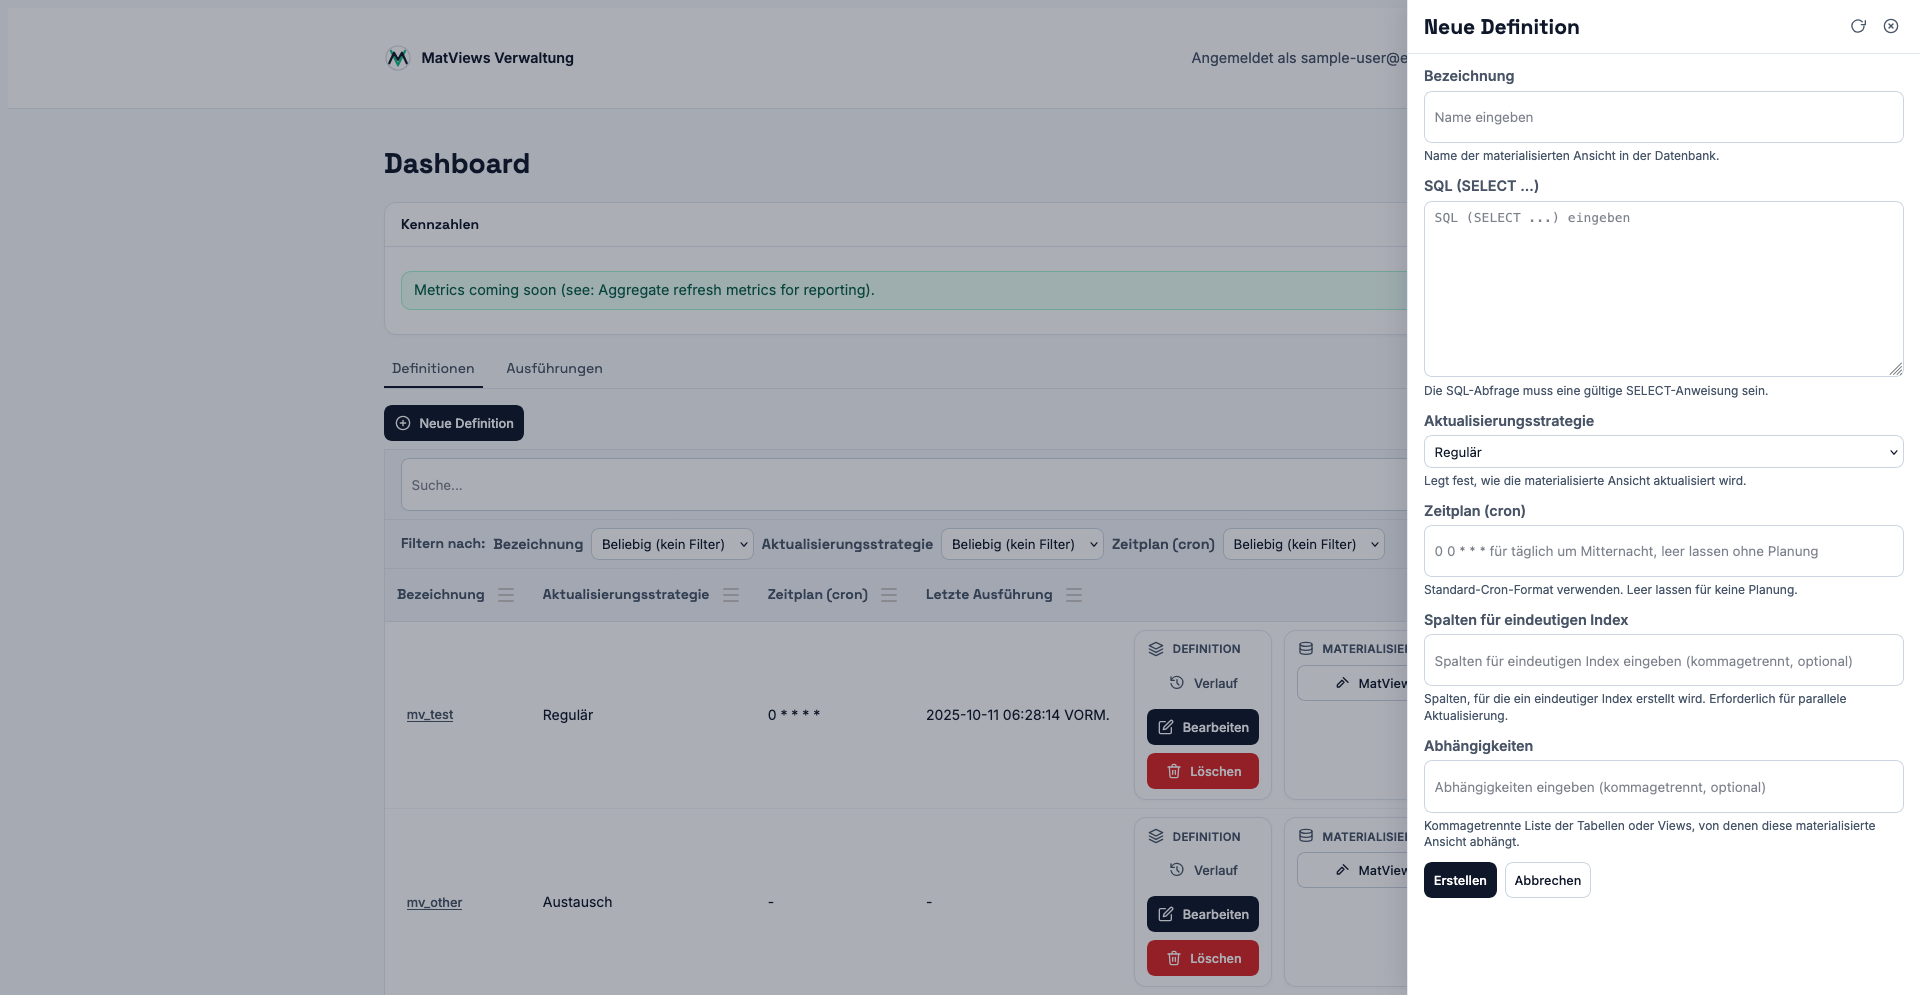 MatViews Verwaltung
Angemeldet als sample-user@e
Dashboard
Kennzahlen
Metrics coming soon (see: Aggregate refresh metrics for reporting).
Definitionen
Ausführungen
Neue Definition
Suche...
Filtern nach:
Bezeichnung
Beliebig (kein Filter)
Aktualisierungsstrategie
Beliebig (kein Filter)
Zeitplan (cron)
Beliebig (kein Filter)
Bezeichnung
Aktualisierungsstrategie
Zeitplan (cron)
Letzte Ausführung
mv_test
Regulär
0 * * * *
2025-10-11 06:28:14 VORM.
DEFINITION
Verlauf
Bearbeiten
Löschen
MATERIALISIE
MatView
mv_other
Austausch
-
-
DEFINITION
Verlauf
Bearbeiten
Löschen
MATERIALISIE
MatView
Neue Definition
Bezeichnung
Name eingeben
Name der materialisierten Ansicht in der Datenbank.
SQL (SELECT ...)
SQL (SELECT ...) eingeben
Die SQL-Abfrage muss eine gültige SELECT-Anweisung sein.
Aktualisierungsstrategie
Regulär
Legt fest, wie die materialisierte Ansicht aktualisiert wird.
Zeitplan (cron)
0 0 * * * für täglich um Mitternacht, leer lassen ohne Planung
Standard-Cron-Format verwenden. Leer lassen für keine Planung.
Spalten für eindeutigen Index
Spalten für eindeutigen Index eingeben (kommagetrennt, optional)
Spalten, für die ein eindeutiger Index erstellt wird. Erforderlich für parallele
Aktualisierung.
Abhängigkeiten
Abhängigkeiten eingeben (kommagetrennt, optional)
Kommagetrennte Liste der Tabellen oder Views, von denen diese materialisierte
Ansicht abhängt.
Erstellen
Abbrechen